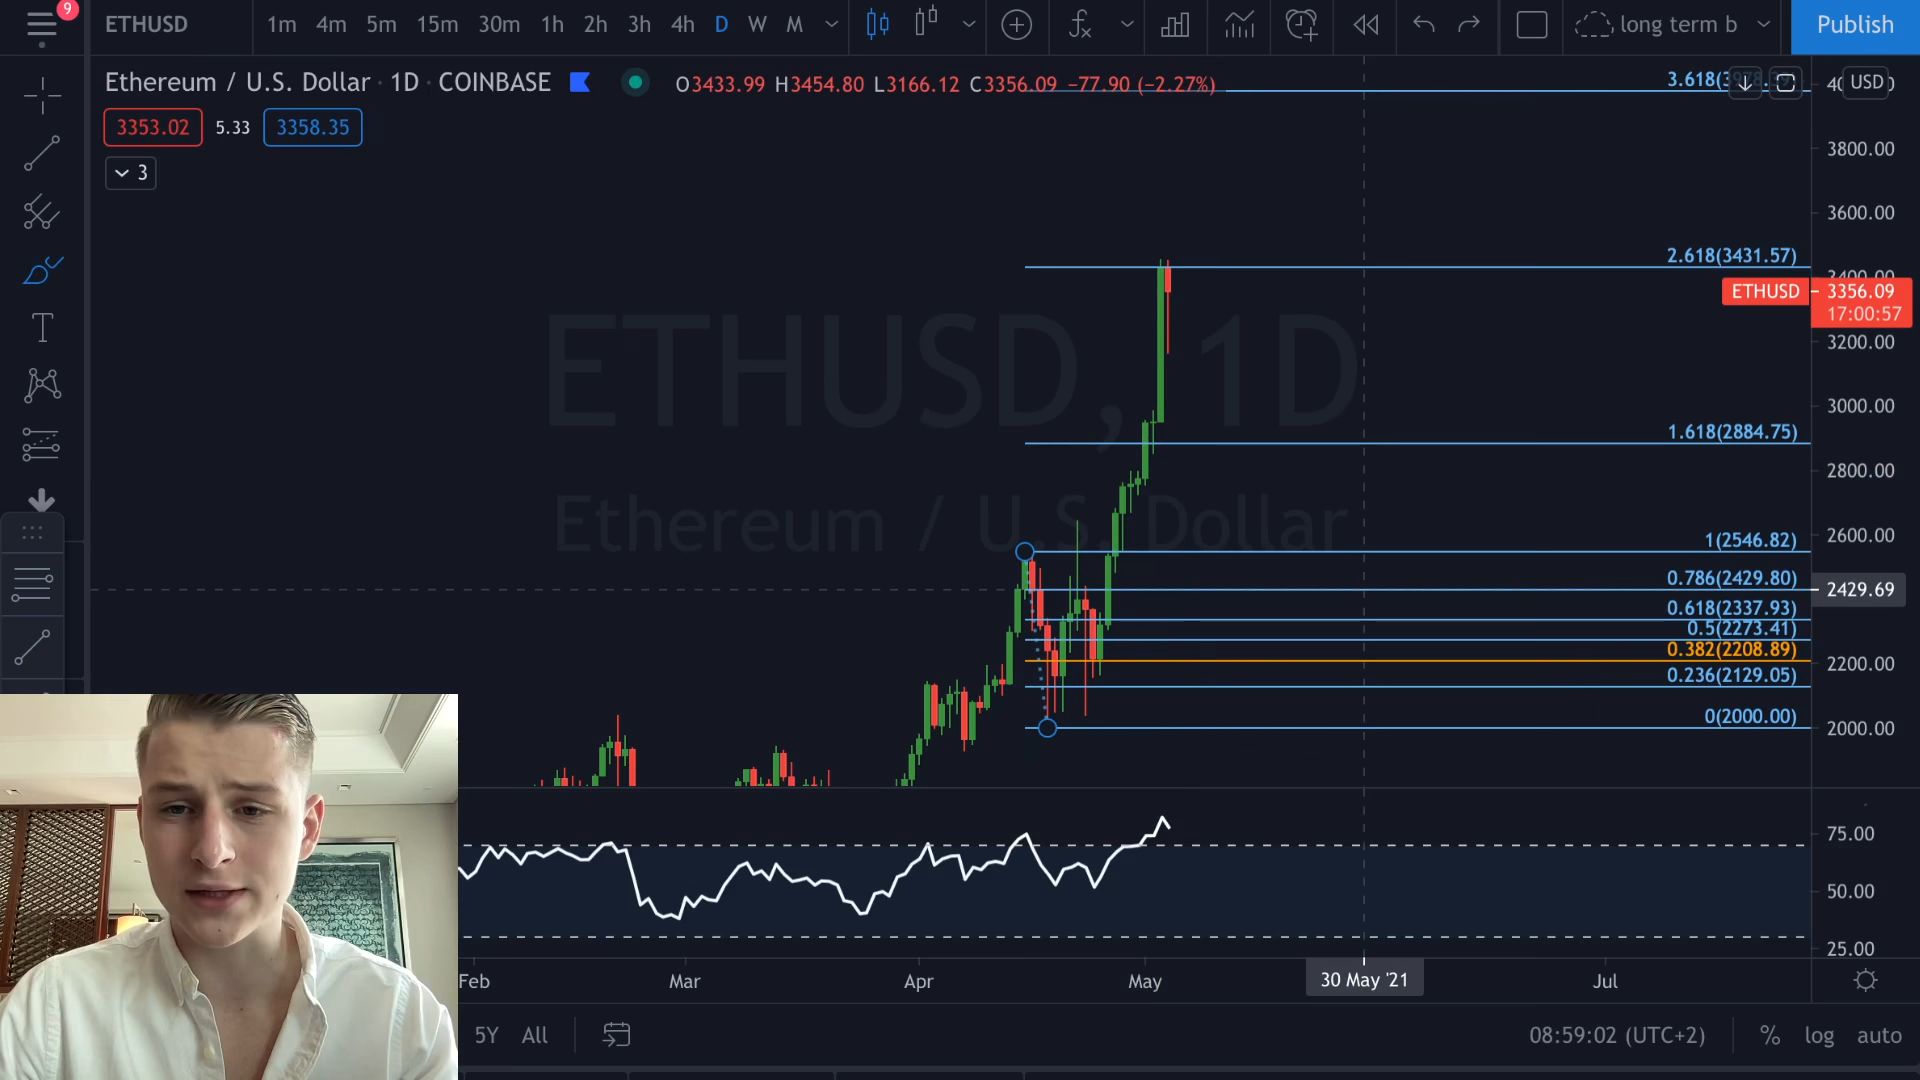 9
ETHUSD 1m 4m 5m 15m 30m 1h 2h 3h 4h D W M fx long term b Publish
Ethereum / U.S. Dollar · 1D · COINBASE O3433.99 H3454.80 L3166.12 C3356.09 −77.90 (−2.27%)
USD
3353.02 5.33 3358.35
3
3800.00
3600.00
2.618(3431.57)
3400.00
ETHUSD 3356.09
17:00:57
ETHUSD, 1D
3200.00
3000.00
1.618(2884.75)
2800.00
Ethereum / U.S. Dollar
1(2546.82)
2600.00
0.786(2429.80)
2429.69
0.618(2337.93)
0.5(2273.41)
0.382(2208.89)
2200.00
0.236(2129.05)
0(2000.00)
2000.00
75.00
50.00
25.00
Feb Mar Apr May 30 May '21 Jul
5Y All 08:59:02 (UTC+2) % log auto